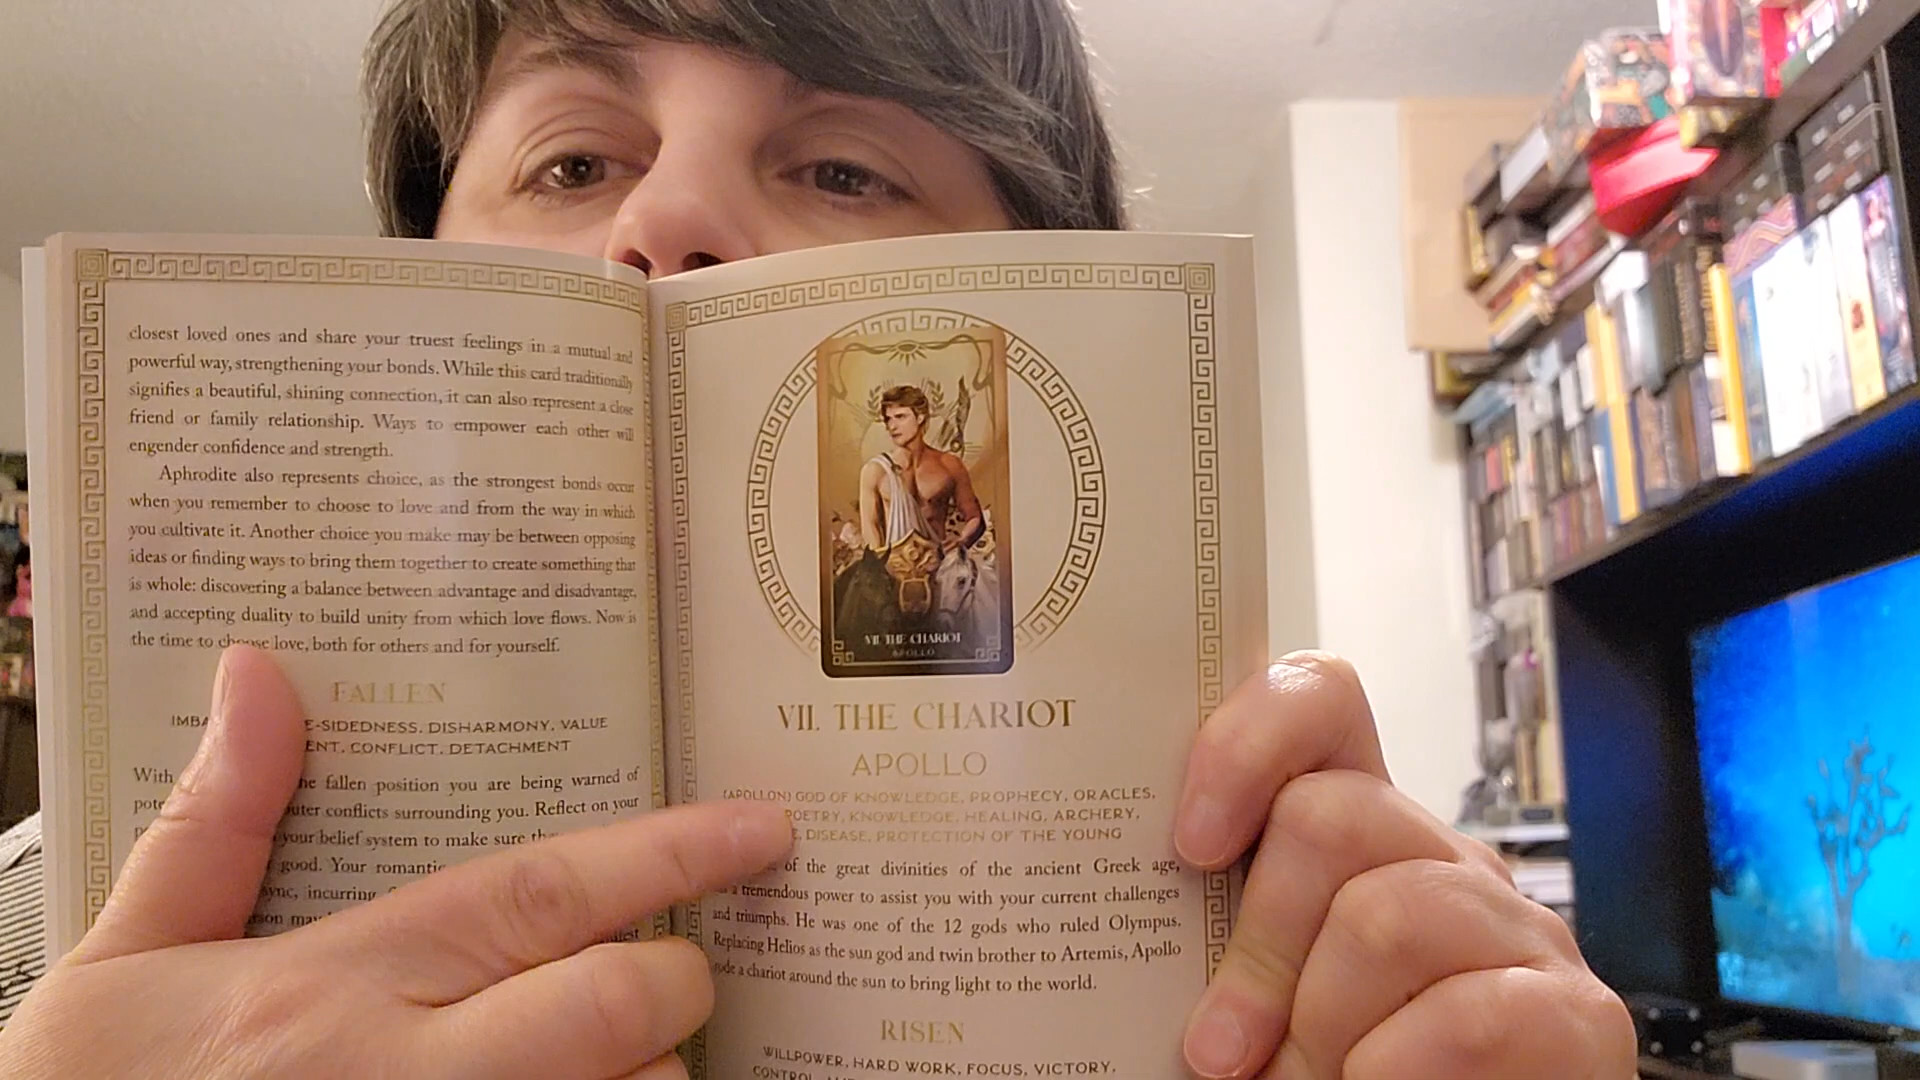 closest loved ones and share your truest feelings in a mutual and
powerful way, strengthening your bonds. While this card traditionally
signifies a beautiful, shining connection, it can also represent a close
friend or family relationship. Ways to empower each other will
engender confidence and strength.
Aphrodite also represents choice, as the strongest bonds occur
when you remember to choose to love and from the way in which
you cultivate it. Another choice you make may be between opposing
ideas or finding ways to bring them together to create something that
is whole: discovering a balance between advantage and disadvantage,
and accepting duality to build unity from which love flows. Now is
the time to choose love, both for others and for yourself.
FALLEN
E-SIDEDNESS, DISHARMONY, VALUE
ENT, CONFLICT, DETACHMENT
With fallen position you are being warned of
conflicts surrounding you. Reflect on your
your belief system to make sure
good. Your
sync, incurring
VII. THE CHARIOT
APOLLO
VII. THE CHARIOT
APOLLO
(APOLLON) GOD OF KNOWLEDGE, PROPHECY, ORACLES,
POETRY, KNOWLEDGE, HEALING, ARCHERY,
DISEASE, PROTECTION OF THE YOUNG
of the great divinities of the ancient Greek age,
tremendous power to assist you with your current challenges
and triumphs. He was one of the 12 gods who ruled Olympus.
Replacing Helios as the sun god and twin brother to Artemis, Apollo
rode a chariot around the sun to bring light to the world.
RISEN
WILLPOWER, HARD WORK, FOCUS, VICTORY,
CONTROL,